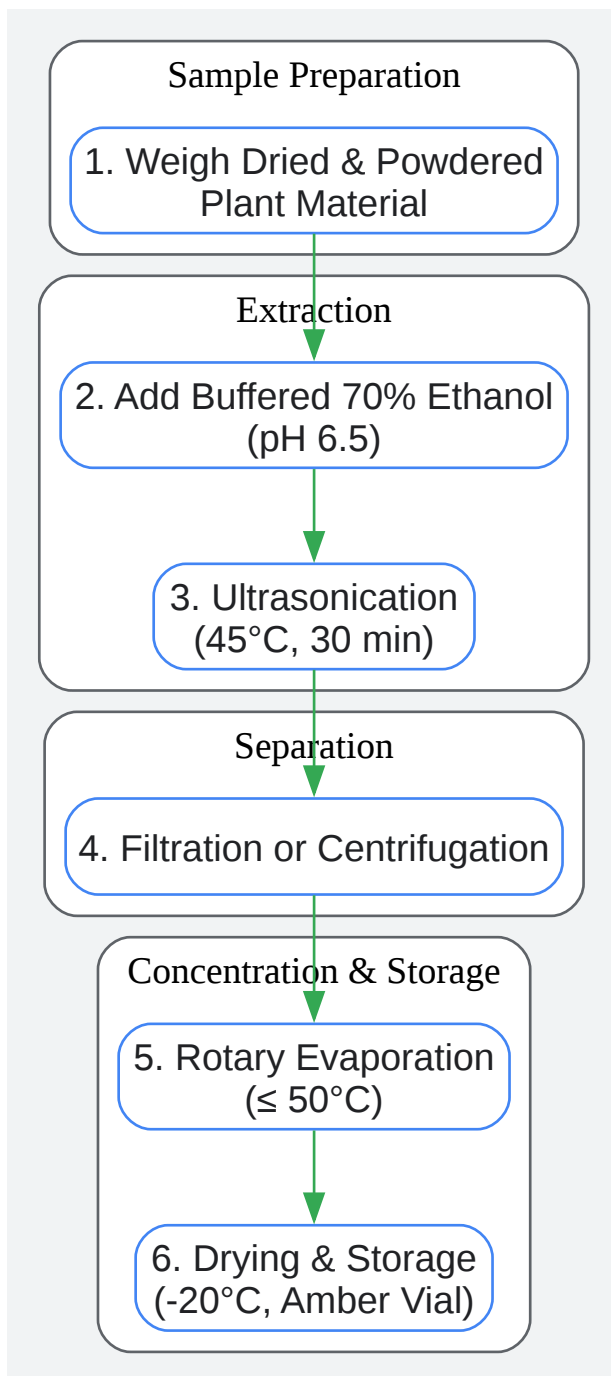 Sample Preparation
1. Weigh Dried & Powdered
Plant Material
Extraction
2. Add Buffered 70% Ethanol
(pH 6.5)
3. Ultrasonication
(45°C, 30 min)
Separation
4. Filtration or Centrifugation
Concentration & Storage
5. Rotary Evaporation
(≤ 50°C)
6. Drying & Storage
(-20°C, Amber Vial)